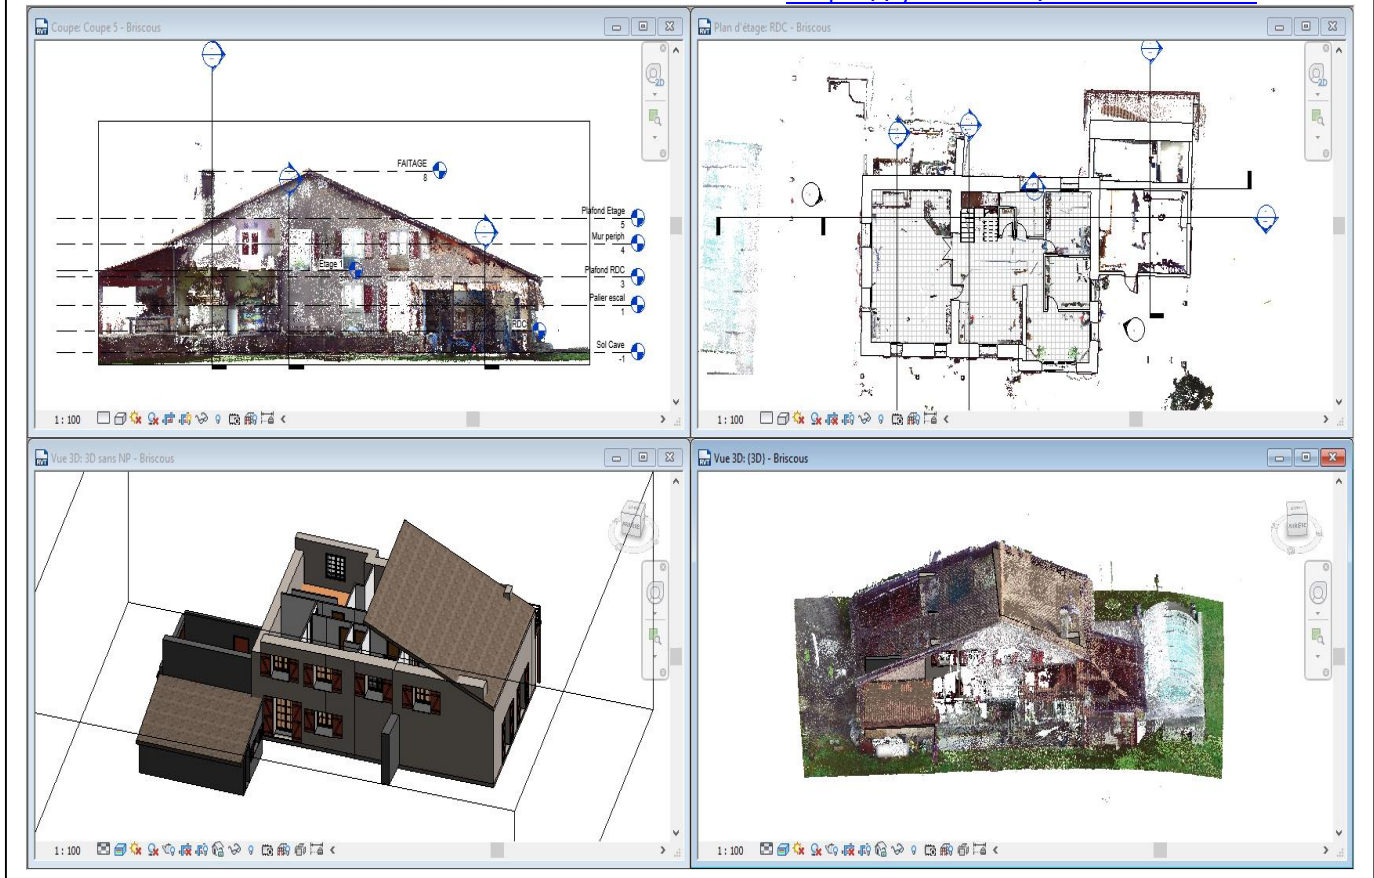 Coupe: Coupe 5 - Briscous
FAITAGE
8
Plafond Etage
5
Mur periph
4
Etage 1
Plafond RDC
3
Palier escal
1
RDC
Sol Cave
-1
2D
1 : 100
Plan d'étage: RDC - Briscous
2D
1 : 100
Vue 3D: 3D sans NP - Briscous
1 : 100
Vue 3D: {3D} - Briscous
1 : 100